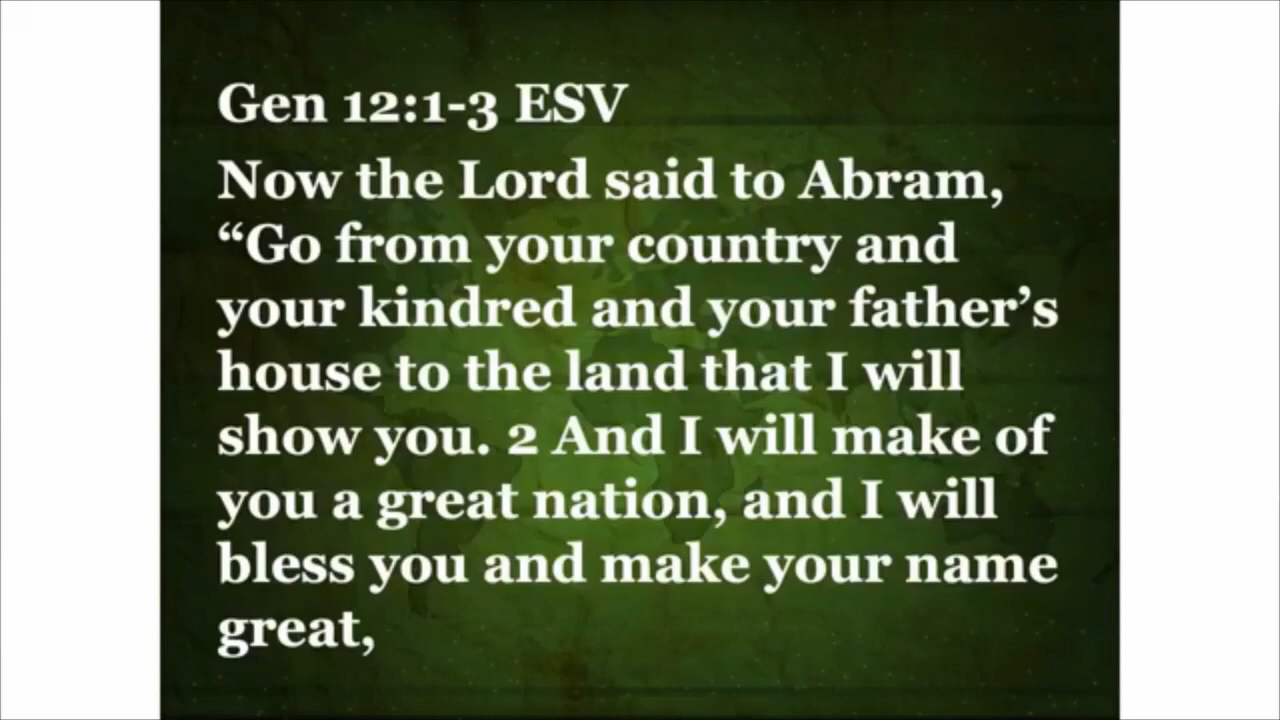 Gen 12:1-3 ESV
Now the Lord said to Abram,
“Go from your country and
your kindred and your father’s
house to the land that I will
show you. 2 And I will make of
you a great nation, and I will
bless you and make your name
great,